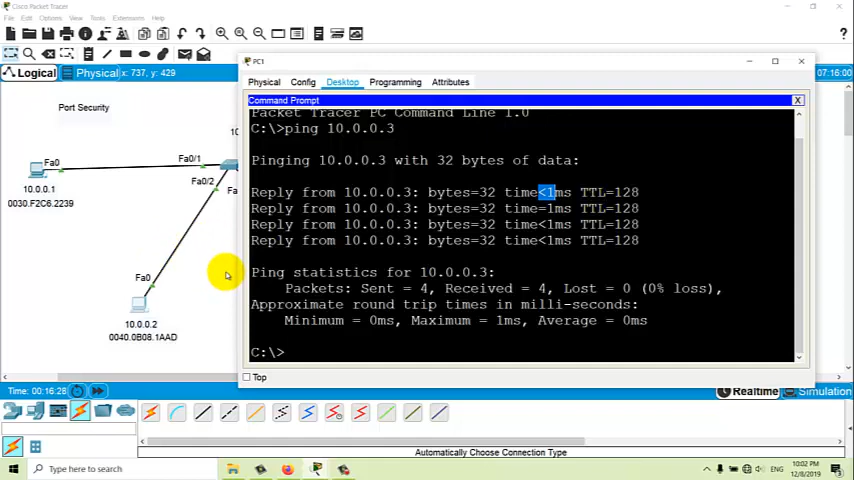 Cisco Packet Tracer
File Edit Options View Tools Extensions Help
?
Logical
Physical
x: 737, y: 429
07:16:00
Port Security
10
Fa0
Fa0/1
Fa0/2
Fa
10.0.0.1
0030.F2C6.2239
Fa0
10.0.0.2
0040.0B08.1AAD
PC1
Physical Config Desktop Programming Attributes
Command Prompt
X
Packet Tracer PC Command Line 1.0
C:\>ping 10.0.0.3
Pinging 10.0.0.3 with 32 bytes of data:
Reply from 10.0.0.3: bytes=32 time<1ms TTL=128
Reply from 10.0.0.3: bytes=32 time=1ms TTL=128
Reply from 10.0.0.3: bytes=32 time<1ms TTL=128
Reply from 10.0.0.3: bytes=32 time<1ms TTL=128
Ping statistics for 10.0.0.3:
Packets: Sent = 4, Received = 4, Lost = 0 (0% loss),
Approximate round trip times in milli-seconds:
Minimum = 0ms, Maximum = 1ms, Average = 0ms
C:\>
Top
Time: 00:16:28
Realtime
Simulation
Automatically Choose Connection Type
Type here to search
10:02 PM
12/8/2019